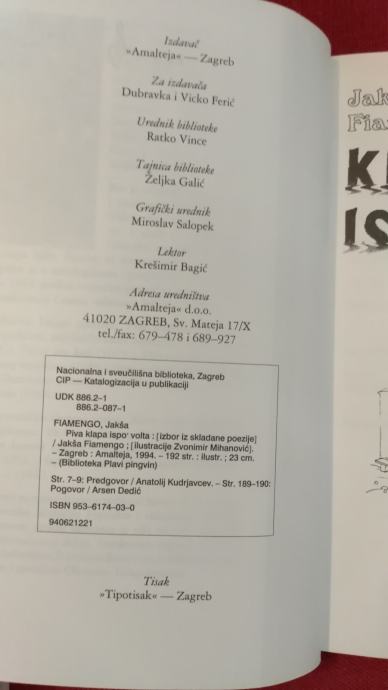 Izdavač
»Amalteja« — Zagreb
Za izdavača
Dubravka i Vicko Ferić
Urednik biblioteke
Ratko Vince
Tajnica biblioteke
Željka Galić
Grafički urednik
Miroslav Salopek
Lektor
Krešimir Bagić
Adresa uredništva
»Amalteja« d.o.o.
41020 ZAGREB, Sv. Mateja 17/X
tel./fax: 679–478 i 689–927
Nacionalna i sveučilišna biblioteka, Zagreb
CIP — Katalogizacija u publikaciji
UDK 886.2–1
886.2–087–1
FIAMENGO, Jakša
Piva klapa ispo' volta : [izbor iz skladane poezije]
/ Jakša Fiamengo ; [ilustracije Zvonimir Mihanović].
– Zagreb : Amalteja, 1994. – 192 str. : ilustr. ; 23 cm.
– (Biblioteka Plavi pingvin)
Str. 7–9: Predgovor / Anatolij Kudrjavcev. – Str. 189-190:
Pogovor / Arsen Dedić
ISBN 953–6174–03–0
940621221
Tisak
»Tipotisak« — Zagreb
Jak
Fia
K
IS